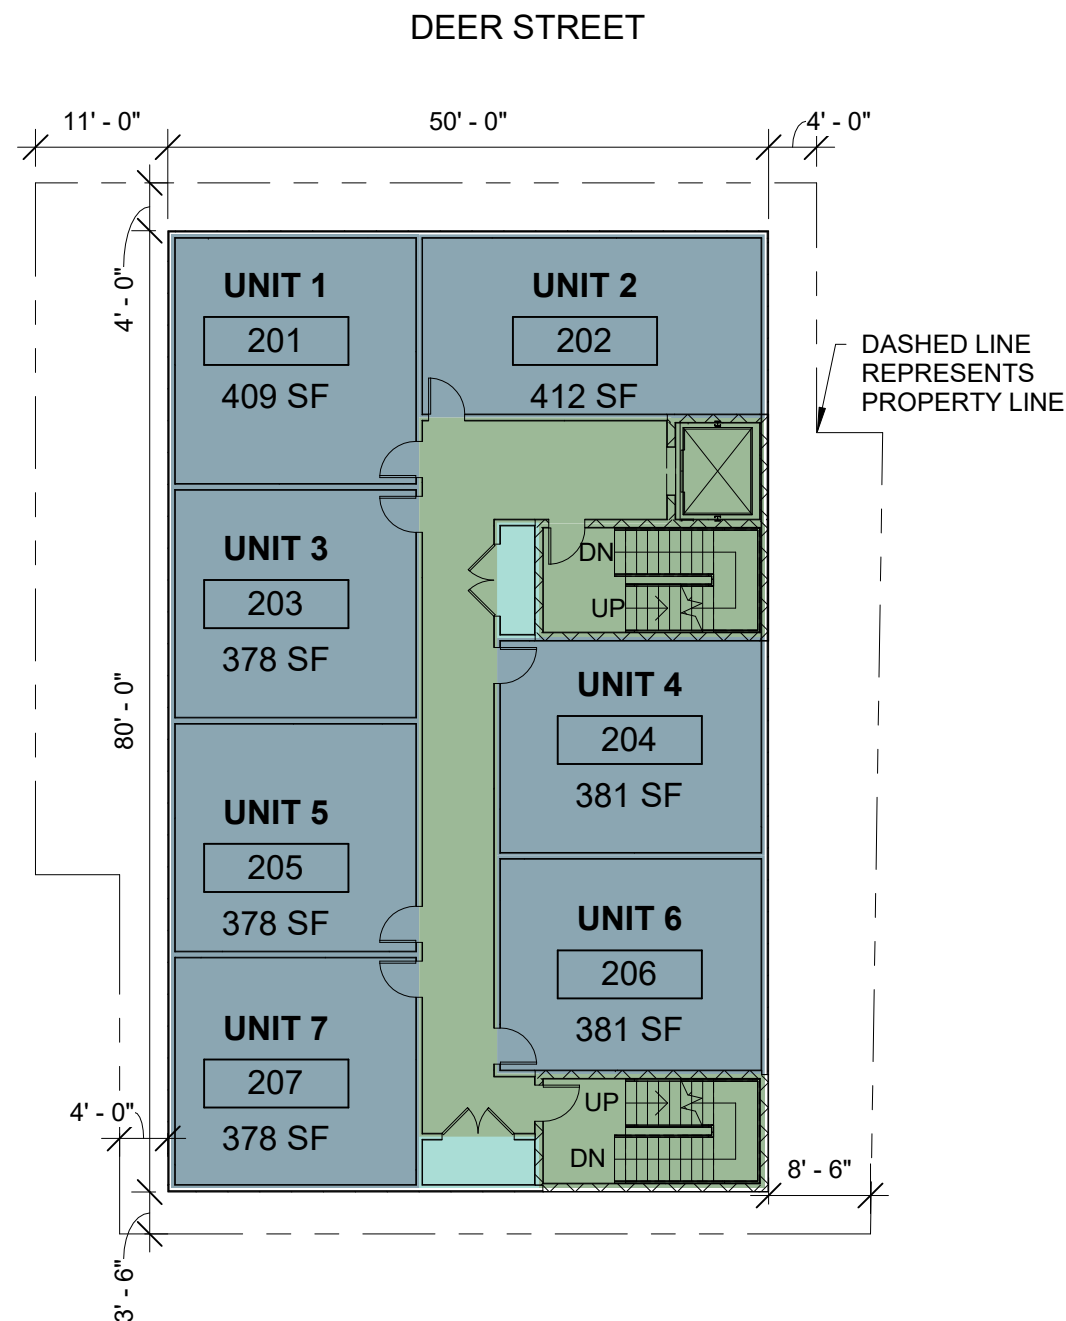 DEER STREET
11' - 0"
50' - 0"
4' - 0"
4' - 0"
UNIT 1
201
409 SF
UNIT 2
202
412 SF
DASHED LINE
REPRESENTS
PROPERTY LINE
UNIT 3
203
378 SF
DN
UP
UNIT 4
204
381 SF
80' - 0"
UNIT 5
205
378 SF
UNIT 6
206
381 SF
UNIT 7
207
378 SF
UP
DN
4' - 0"
8' - 6"
3' - 6"